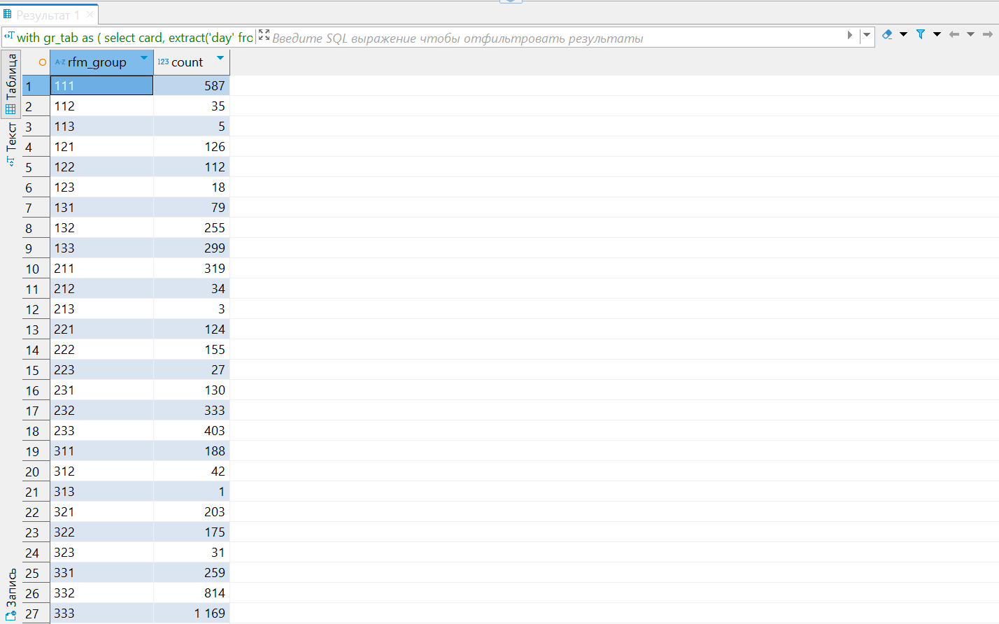 Результат 1
with gr_tab as ( select card, extract('day' fro
Введите SQL выражение чтобы отфильтровать результаты
Таблица
Текст
Запись
A-Z rfm_group 123 count
1 111 587
2 112 35
3 113 5
4 121 126
5 122 112
6 123 18
7 131 79
8 132 255
9 133 299
10 211 319
11 212 34
12 213 3
13 221 124
14 222 155
15 223 27
16 231 130
17 232 333
18 233 403
19 311 188
20 312 42
21 313 1
22 321 203
23 322 175
24 323 31
25 331 259
26 332 814
27 333 1 169